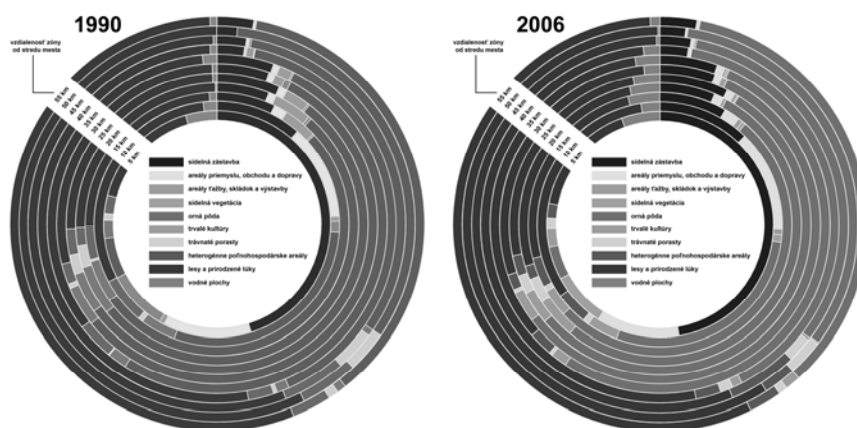 1990
vzdialenosť zóny
od stredu mesta
55 km
50 km
45 km
40 km
35 km
30 km
25 km
20 km
15 km
10 km
5 km
sídelná zástavba
areály priemyslu, obchodu a dopravy
areály ťažby, skládok a výstavby
sídelná vegetácia
orná pôda
trvalé kultúry
trávnaté porasty
heterogénne poľnohospodárske areály
lesy a prirodzené lúky
vodné plochy
2006
vzdialenosť zóny
od stredu mesta
55 km
50 km
45 km
40 km
35 km
30 km
25 km
20 km
15 km
10 km
5 km
sídelná zástavba
areály priemyslu, obchodu a dopravy
areály ťažby, skládok a výstavby
sídelná vegetácia
orná pôda
trvalé kultúry
trávnaté porasty
heterogénne poľnohospodárske areály
lesy a prirodzené lúky
vodné plochy